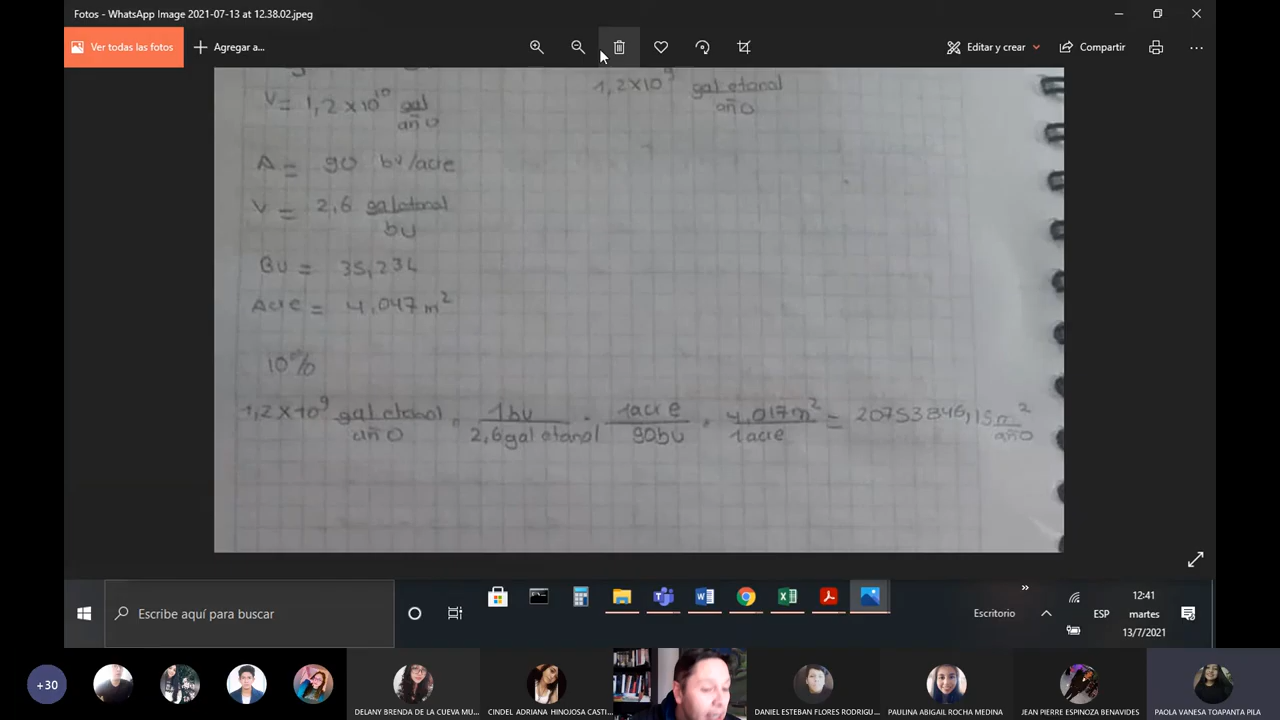 Fotos - WhatsApp Image 2021-07-13 at 12.38.02.jpeg
Ver todas las fotos
Agregar a...
Editar y crear
Compartir
1,2x10⁹ gal etanol
año
V= 1,2x10¹⁰ gal
año
A= 90 bu/acre
V= 2,6 gal etanol
bu
Bu= 35,234
Acre= 4,047 m²
10%
1,2x10⁹ gal etanol · 1bu · 1acre · 4,017m² = 20753846,15 m²
año 2,6gal etanol 90bu 1acre año
Escribe aquí para buscar
Escritorio
ESP
12:41
martes
13/7/2021
+30
DELANY BRENDA DE LA CUEVA MU...
CINDEL ADRIANA HINOJOSA CASTI...
DANIEL ESTEBAN FLORES RODRIGU...
PAULINA ABIGAIL ROCHA MEDINA
JEAN PIERRE ESPINOZA BENAVIDES
PAOLA VANESA TOAPANTA PILA